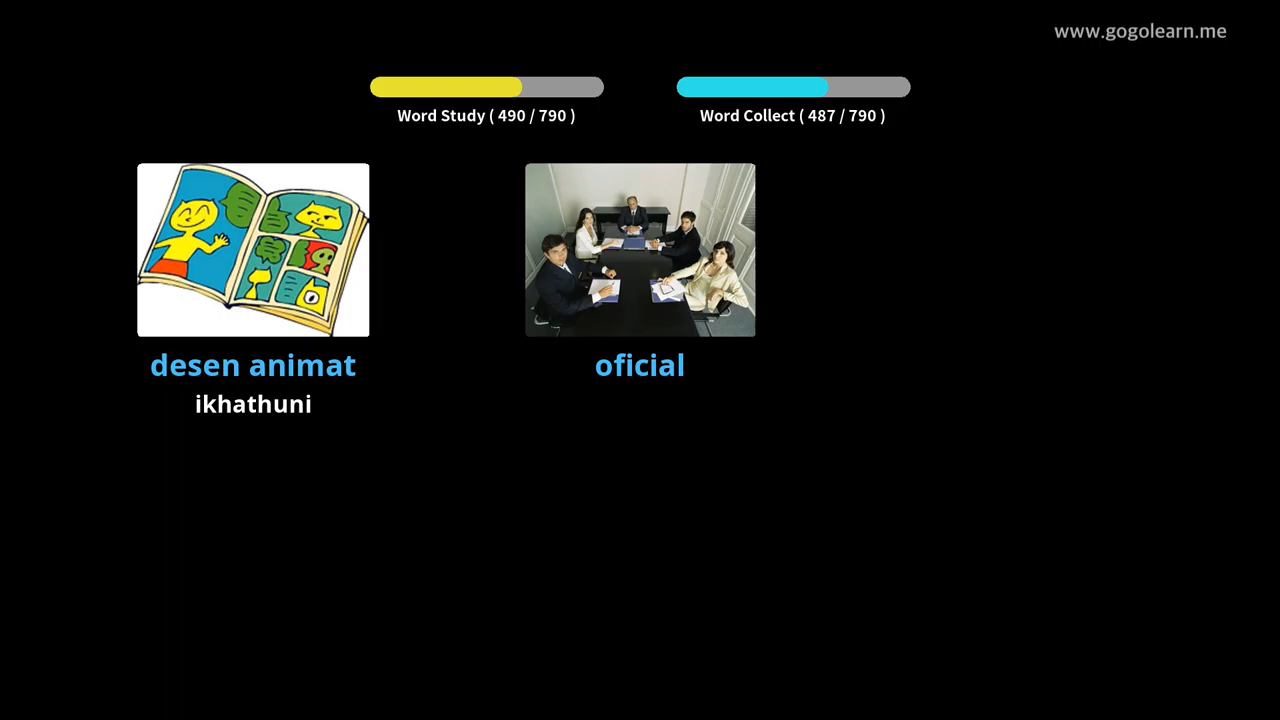 www.gogolearn.me
Word Study ( 490 / 790 )
Word Collect ( 487 / 790 )
desen animat
ikhathuni
oficial